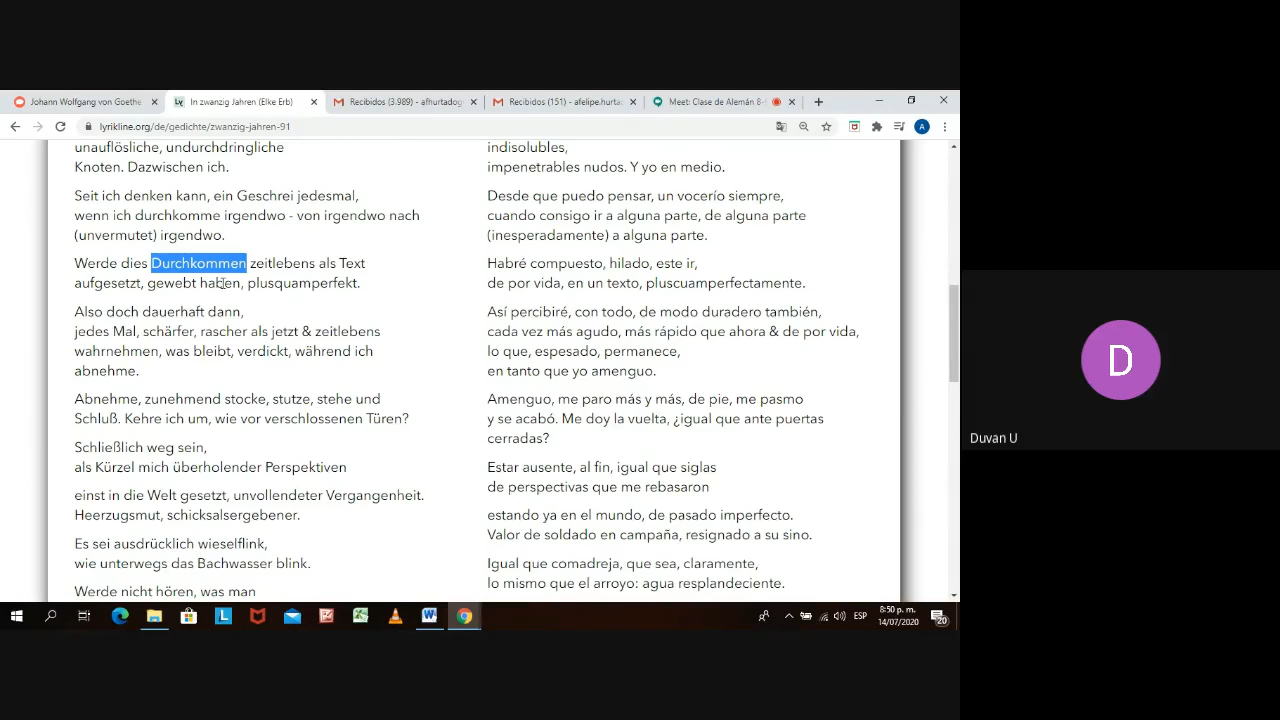 Johann Wolfgang von Goethe
In zwanzig Jahren (Elke Erb)
Recibidos (3.989) - afhurtadog
Recibidos (151) - afelipe.hurta
Meet: Clase de Alemán 8-
lyrikline.org/de/gedichte/zwanzig-jahren-91
unauflösliche, undurchdringliche
Knoten. Dazwischen ich.
Seit ich denken kann, ein Geschrei jedesmal,
wenn ich durchkomme irgendwo - von irgendwo nach
(unvermutet) irgendwo.
Werde dies Durchkommen zeitlebens als Text
aufgesetzt, gewebt haben, plusquamperfekt.
Also doch dauerhaft dann,
jedes Mal, schärfer, rascher als jetzt & zeitlebens
wahrnehmen, was bleibt, verdickt, während ich
abnehme.
Abnehme, zunehmend stocke, stutze, stehe und
Schluß. Kehre ich um, wie vor verschlossenen Türen?
Schließlich weg sein,
als Kürzel mich überholender Perspektiven
einst in die Welt gesetzt, unvollendeter Vergangenheit.
Heerzugsmut, schicksalsergebener.
Es sei ausdrücklich wieselflink,
wie unterwegs das Bachwasser blink.
Werde nicht hören, was man
indisolubles,
impenetrables nudos. Y yo en medio.
Desde que puedo pensar, un vocerío siempre,
cuando consigo ir a alguna parte, de alguna parte
(inesperadamente) a alguna parte.
Habré compuesto, hilado, este ir,
de por vida, en un texto, pluscuamperfectamente.
Así percibiré, con todo, de modo duradero también,
cada vez más agudo, más rápido que ahora & de por vida,
lo que, espesado, permanece,
en tanto que yo amenguo.
Amenguo, me paro más y más, de pie, me pasmo
y se acabó. Me doy la vuelta, ¿igual que ante puertas
cerradas?
Estar ausente, al fin, igual que siglas
de perspectivas que me rebasaron
estando ya en el mundo, de pasado imperfecto.
Valor de soldado en campaña, resignado a su sino.
Igual que comadreja, que sea, claramente,
lo mismo que el arroyo: agua resplandeciente.
D
Duvan U
ESP
8:50 p. m.
14/07/2020
20